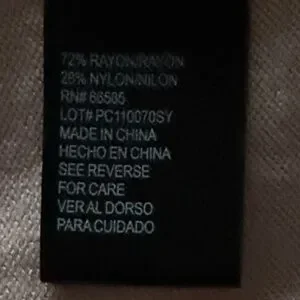 72% RAYON/RAYON
28% NYLON/NILON
RN# 86585
LOT# PC110070SY
MADE IN CHINA
HECHO EN CHINA
SEE REVERSE
FOR CARE
VER AL DORSO
PARA CUIDADO